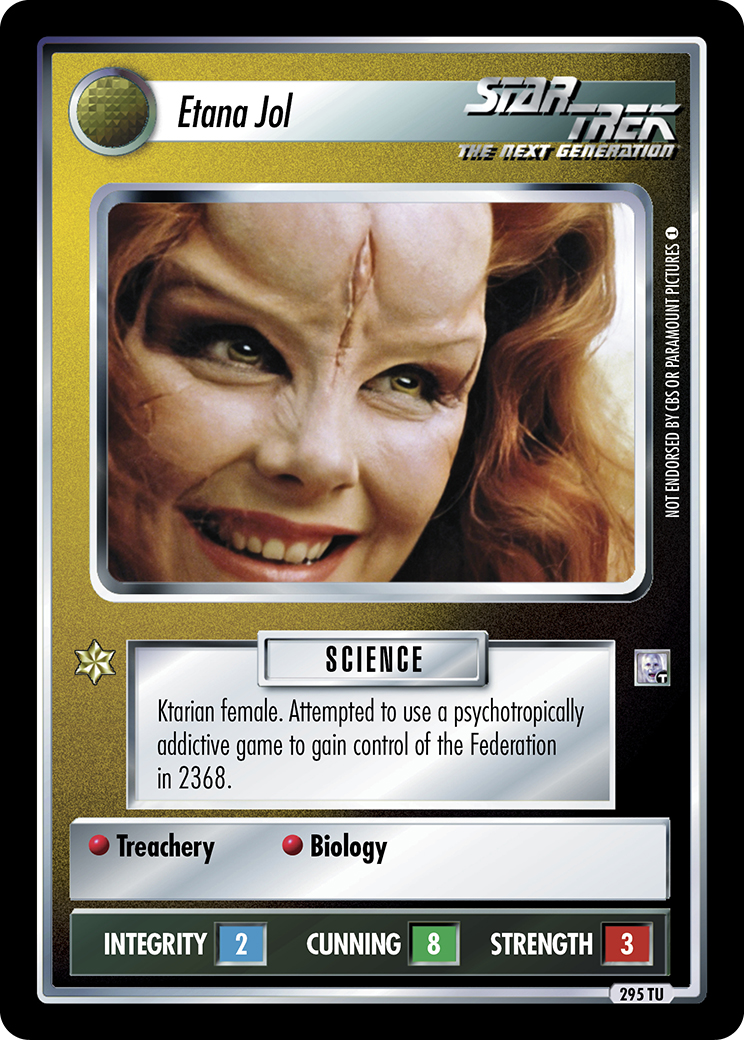 Etana Jol
STAR TREK
THE NEXT GENERATION
NOT ENDORSED BY CBS OR PARAMOUNT PICTURES 1
SCIENCE
T
Ktarian female. Attempted to use a psychotropically
addictive game to gain control of the Federation
in 2368.
Treachery Biology
INTEGRITY 2 CUNNING 8 STRENGTH 3
295 TU